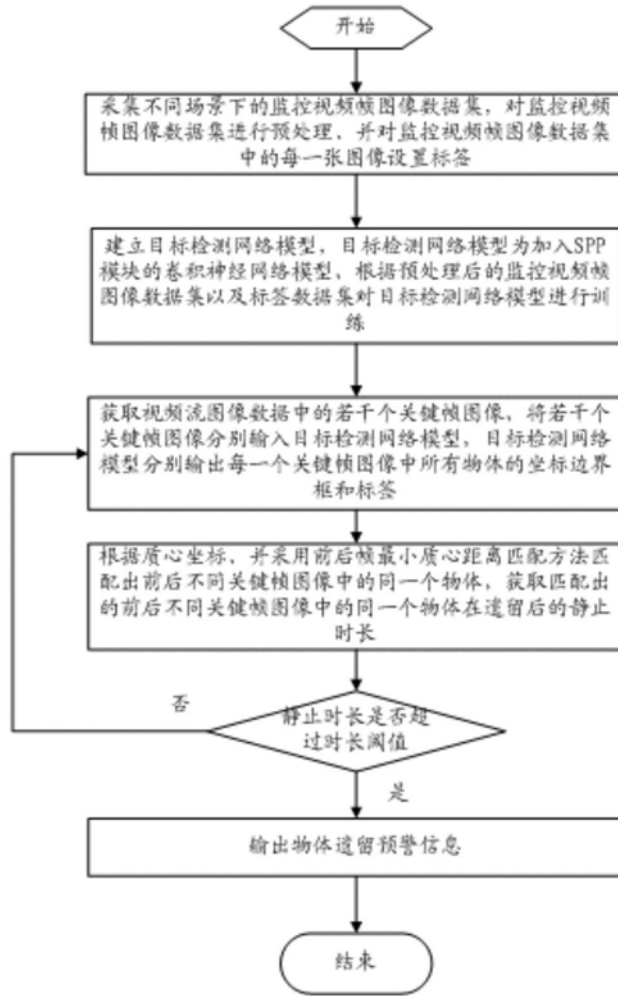 开始
采集不同场景下的监控视频帧图像数据集，对监控视频
帧图像数据集进行预处理，并对监控视频帧图像数据集
中的每一张图像设置标签
建立目标检测网络模型，目标检测网络模型为加入SPP
模块的卷积神经网络模型，根据预处理后的监控视频帧
图像数据集以及标签数据集对目标检测网络模型进行训
练
获取视频流图像数据中的若干个关键帧图像，将若干个
关键帧图像分别输入目标检测网络模型，目标检测网络
模型分别输出每一个关键帧图像中所有物体的坐标边界
框和标签
根据质心坐标，并采用前后帧最小质心距离匹配方法匹
配出前后不同关键帧图像中的同一个物体，获取匹配出
的前后不同关键帧图像中的同一个物体在遗留后的静止
时长
否
静止时长是否超
过时长阈值
是
输出物体遗留预警信息
结束